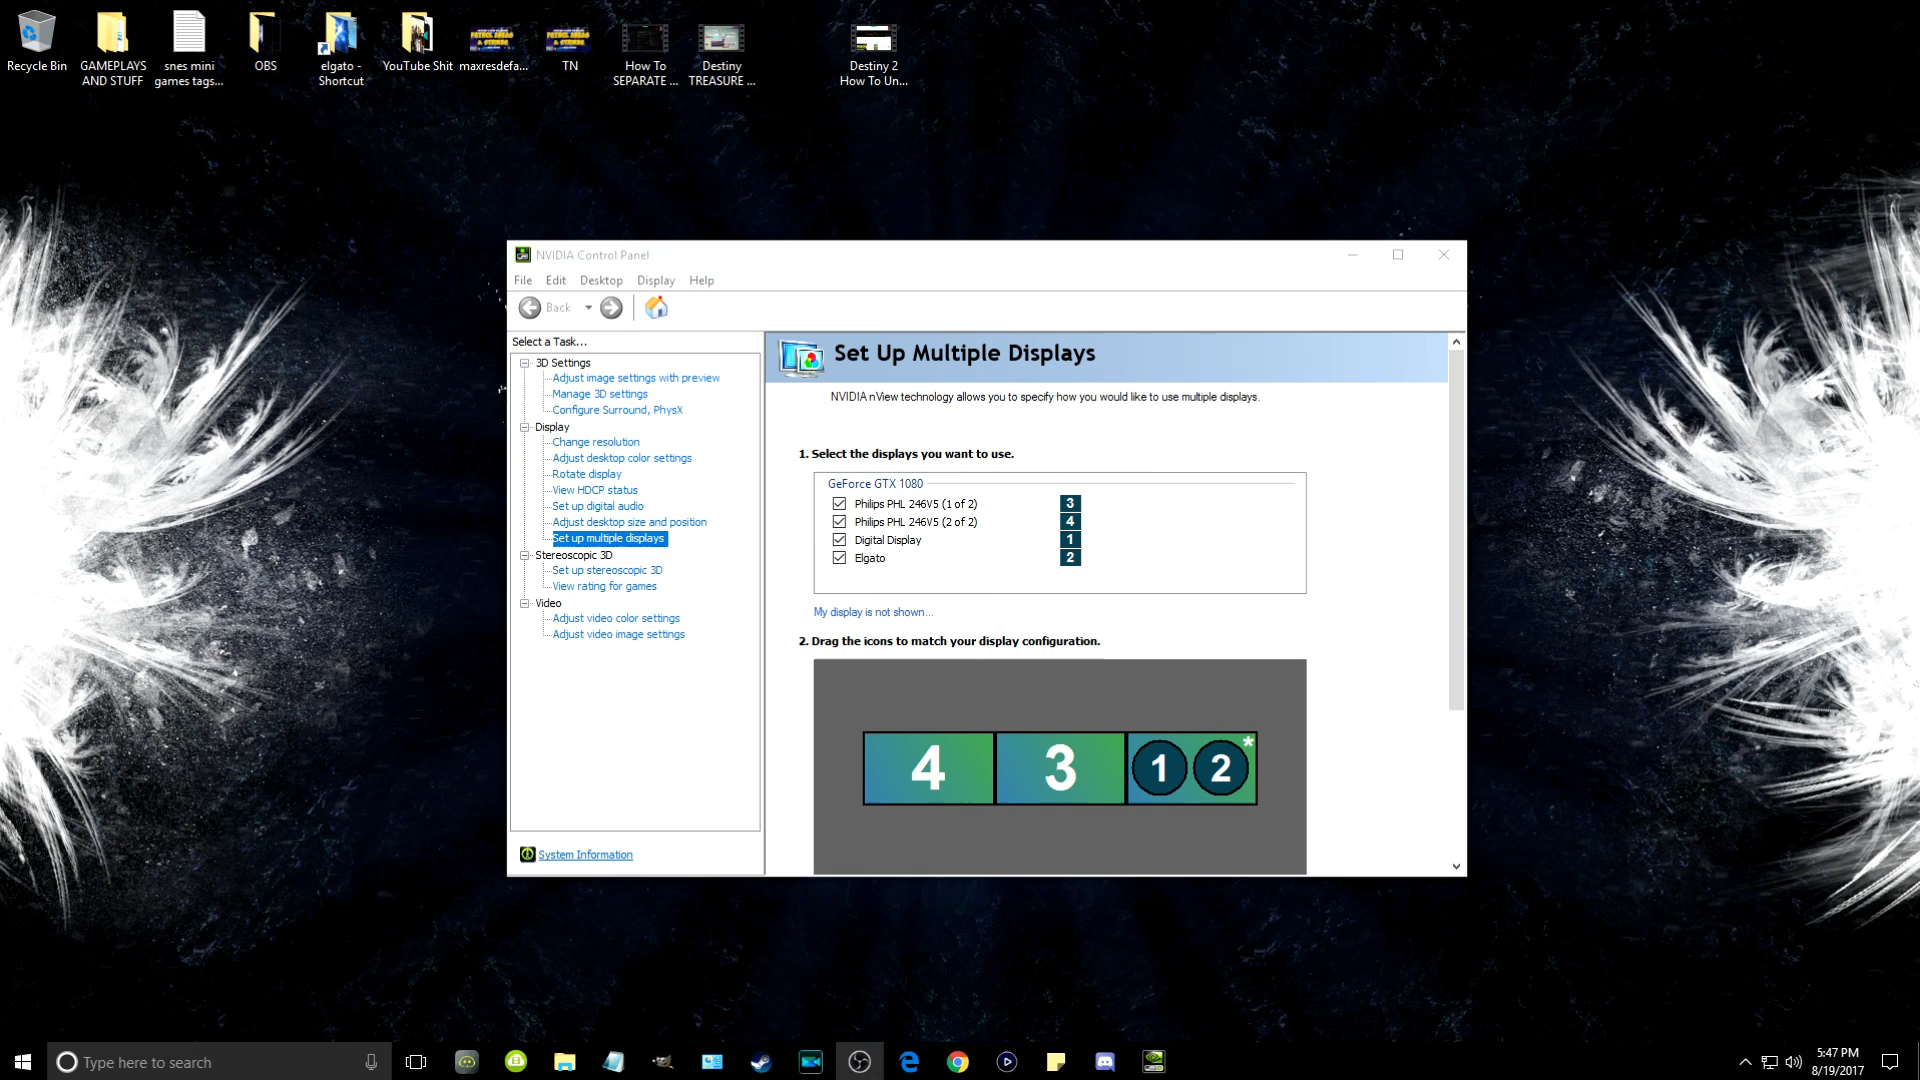 Recycle Bin
GAMEPLAYS
AND STUFF
snes mini
games tags...
OBS
elgato -
Shortcut
YouTube Shit
maxresdefa...
TN
How To
SEPARATE ...
Destiny
TREASURE ...
Destiny 2
How To Un...
NVIDIA Control Panel
File Edit Desktop Display Help
Back
Select a Task...
3D Settings
Adjust image settings with preview
Manage 3D settings
Configure Surround, PhysX
Display
Change resolution
Adjust desktop color settings
Rotate display
View HDCP status
Set up digital audio
Adjust desktop size and position
Set up multiple displays
Stereoscopic 3D
Set up stereoscopic 3D
View rating for games
Video
Adjust video color settings
Adjust video image settings
System Information
Set Up Multiple Displays
NVIDIA nView technology allows you to specify how you would like to use multiple displays.
1. Select the displays you want to use.
GeForce GTX 1080
Philips PHL 246V5 (1 of 2) 3
Philips PHL 246V5 (2 of 2) 4
Digital Display 1
Elgato 2
My display is not shown...
2. Drag the icons to match your display configuration.
4 3 1 2 *
Type here to search
5:47 PM
8/19/2017